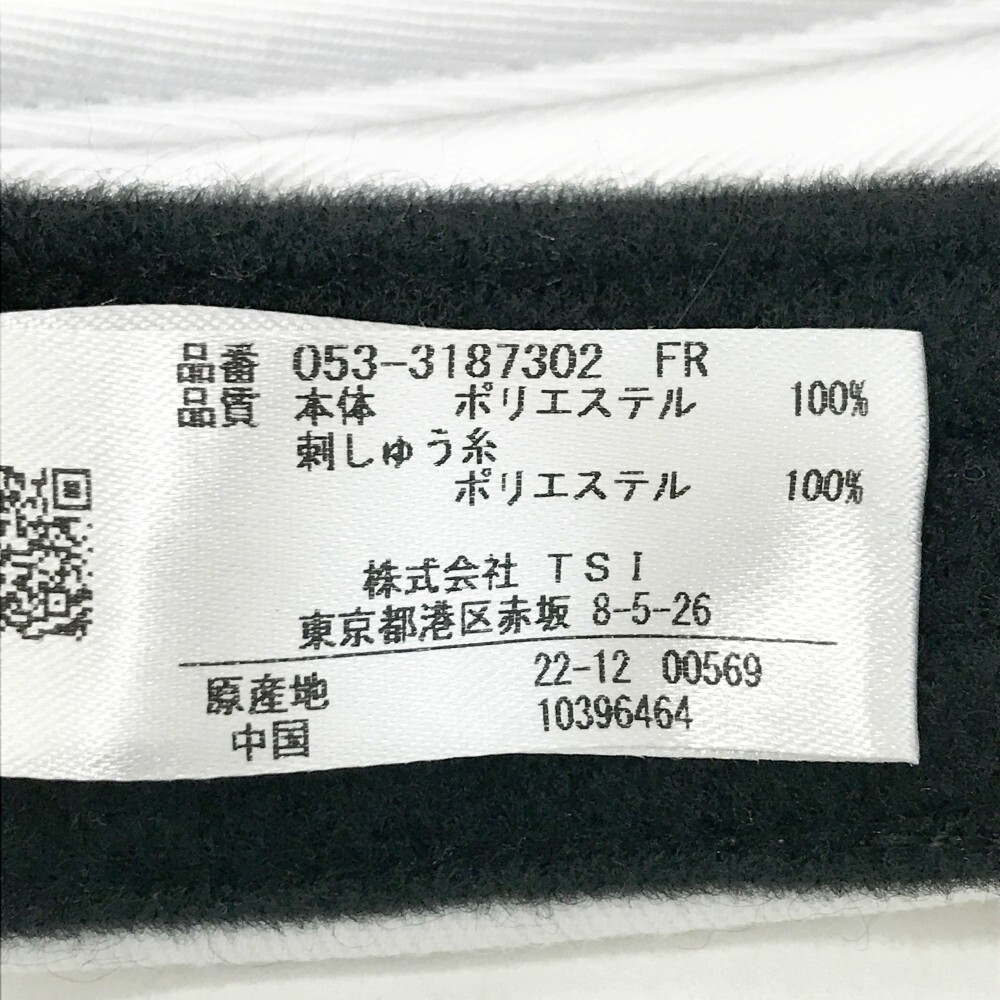 品番 053-3187302 FR
品質 本体 ポリエステル 100%
刺しゅう糸
ポリエステル 100%
株式会社 TSI
東京都港区赤坂 8-5-26
原産地 22-12 00569
中国 10396464